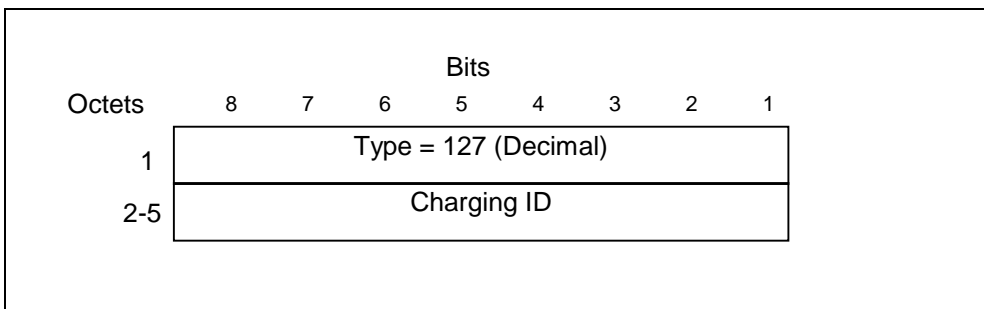 Bits
Octets 8 7 6 5 4 3 2 1
1 Type = 127 (Decimal)
2-5 Charging ID